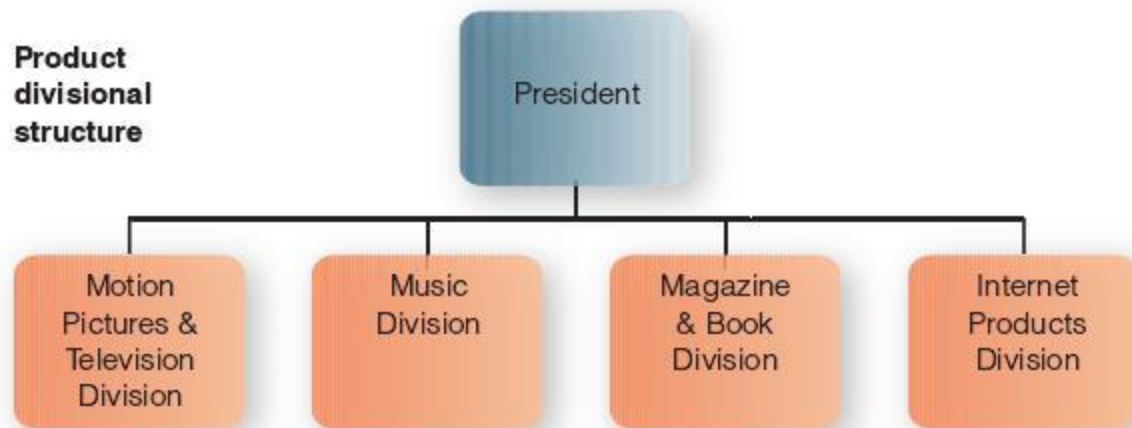 Product
divisional
structure
President
Motion
Pictures &
Television
Division
Music
Division
Magazine
& Book
Division
Internet
Products
Division